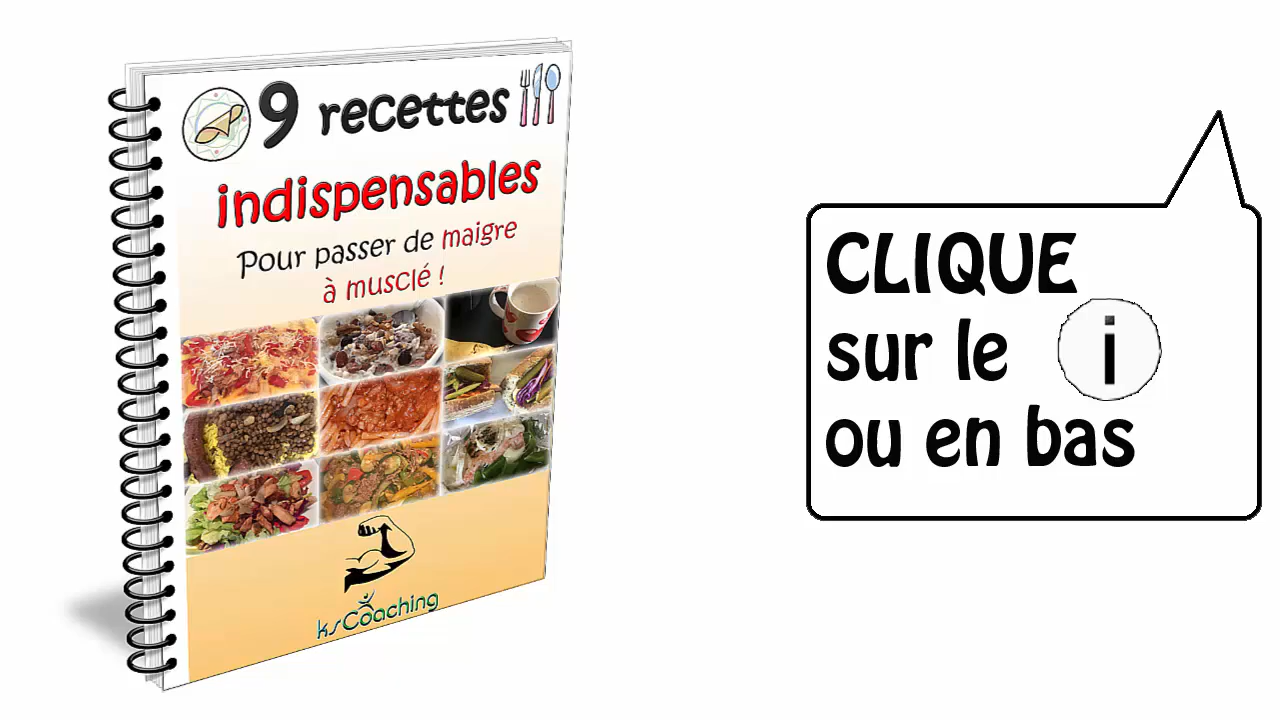 9 recettes
indispensables
Pour passer de maigre
à musclé !
ksCoaching
CLIQUE
sur le i
ou en bas